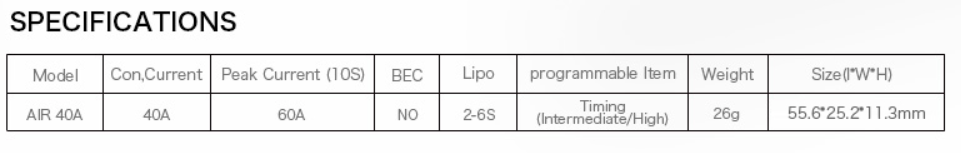 SPECIFICATIONS
Model Con,Current Peak Current (10S) BEC Lipo programmable Item Weight Size(l*W*H)
AIR 40A 40A 60A NO 2-6S Timing (Intermediate/High) 26g 55.6*25.2*11.3mm